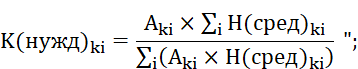 К(нужд)ki = Aki × ∑i Н(сред)ki / ∑i(Aki × Н(сред)ki) ";